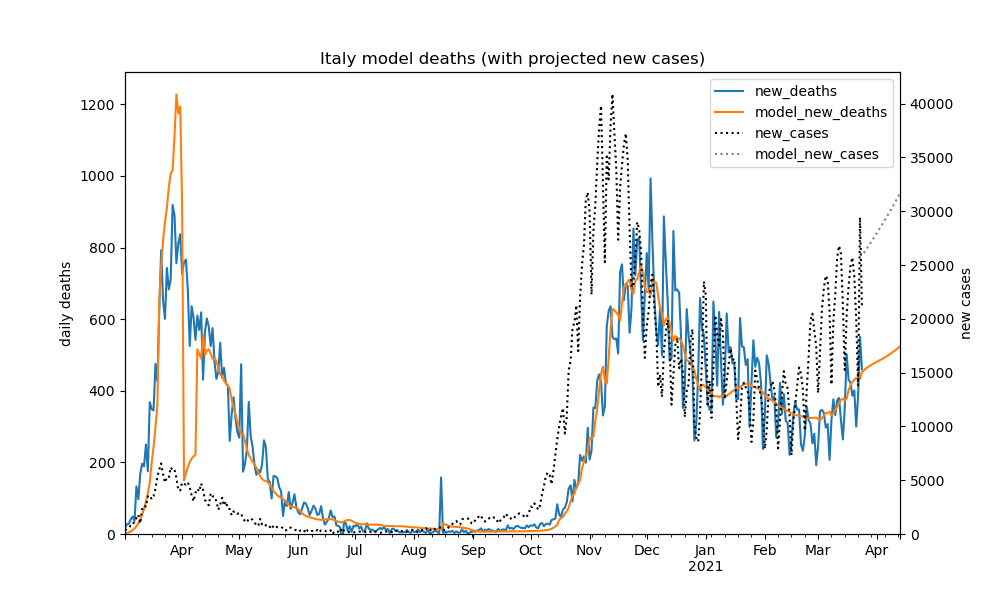 Italy model deaths (with projected new cases)
new_deaths
model_new_deaths
new_cases
model_new_cases
daily deaths
new cases
1200
1000
800
600
400
200
0
40000
35000
30000
25000
20000
15000
10000
5000
0
Apr May Jun Jul Aug Sep Oct Nov Dec Jan Feb Mar Apr
2021